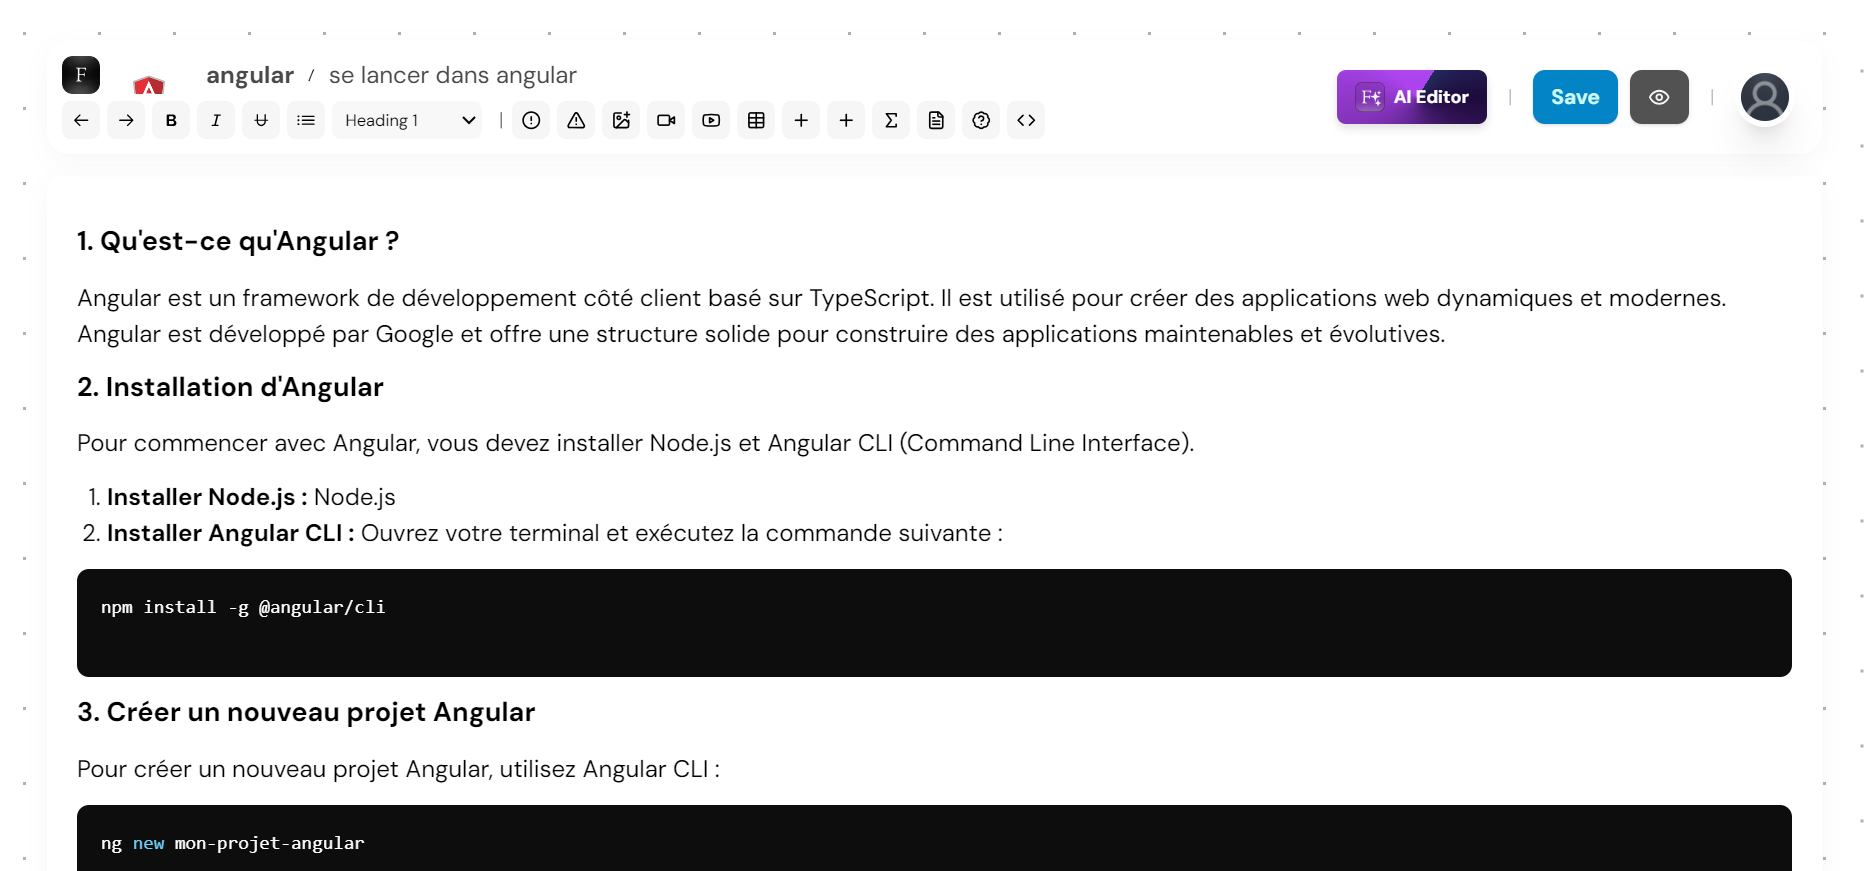 F
angular / se lancer dans angular
B I U Heading 1
AI Editor
Save
1. Qu'est-ce qu'Angular ?
Angular est un framework de développement côté client basé sur TypeScript. Il est utilisé pour créer des applications web dynamiques et modernes.
Angular est développé par Google et offre une structure solide pour construire des applications maintenables et évolutives.
2. Installation d'Angular
Pour commencer avec Angular, vous devez installer Node.js et Angular CLI (Command Line Interface).
1. Installer Node.js : Node.js
2. Installer Angular CLI : Ouvrez votre terminal et exécutez la commande suivante :
npm install -g @angular/cli
3. Créer un nouveau projet Angular
Pour créer un nouveau projet Angular, utilisez Angular CLI :
ng new mon-projet-angular